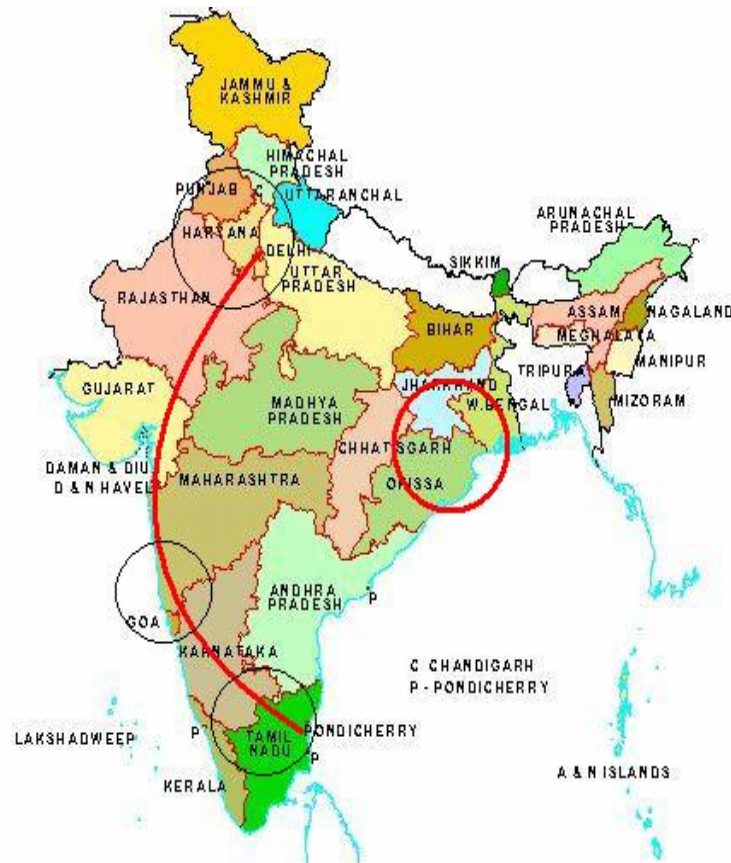 JAMMU &
KASHMIR
HIMACHAL
PRADESH
PUNJAB
C
UTTARANCHAL
HARYANA
DELHI
ARUNACHAL
PRADESH
SIKKIM
UTTAR
PRADESH
RAJASTHAN
ASSAM
NAGALAND
BIHAR
MEGHALAYA
TRIPURA
MANIPUR
GUJARAT
JHARKHAND
W.BENGAL
MIZORAM
MADHYA
PRADESH
CHHATSGARH
DAMAN & DIU
D & N HAVELI
MAHARASHTRA
ORISSA
ANDHRA
PRADESH
P
GOA
KARNATAKA
C CHANDIGARH
P - PONDICHERRY
LAKSHADWEEP
P
TAMIL
NADU
PONDICHERRY
P
KERALA
A & N ISLANDS